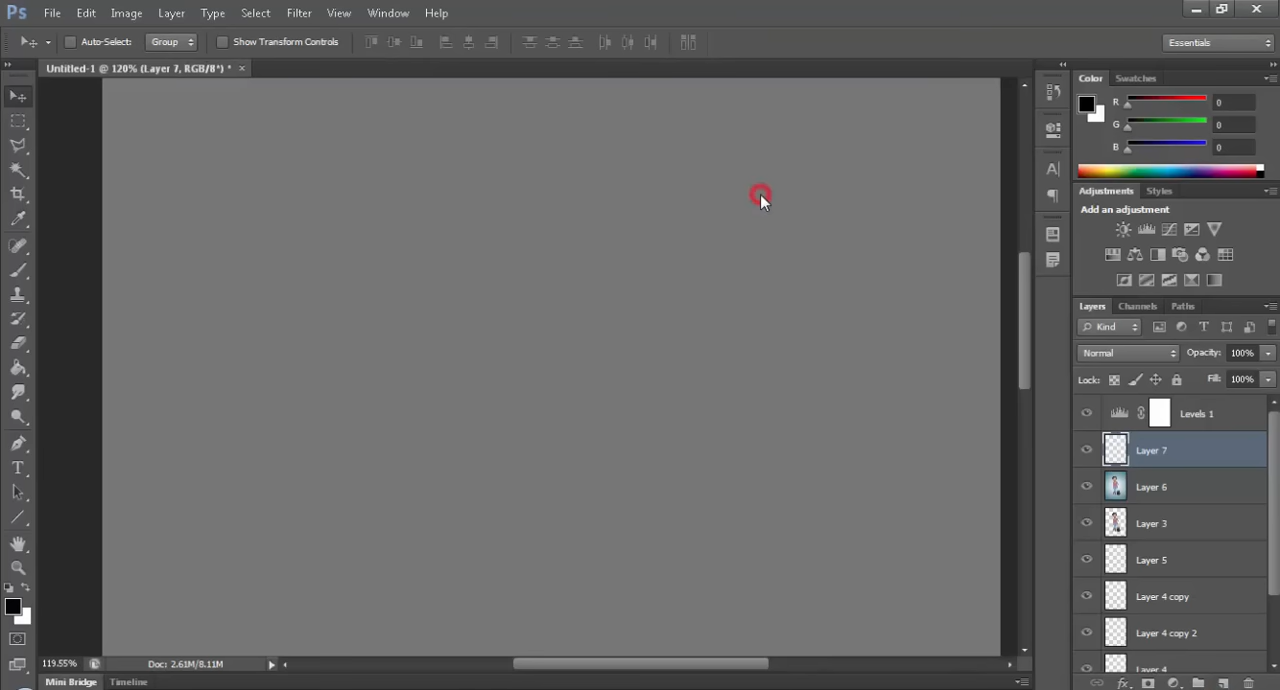 Ps File Edit Image Layer Type Select Filter View Window Help
Auto-Select: Group Show Transform Controls Essentials
Untitled-1 @ 120% (Layer 7, RGB/8*) * ×
Color Swatches
R 0
G 0
B 0
Adjustments Styles
Add an adjustment
Layers Channels Paths
Kind
Normal Opacity: 100%
Lock: Fill: 100%
Levels 1
Layer 7
Layer 6
Layer 3
Layer 5
Layer 4 copy
Layer 4 copy 2
Layer 4
119.55% Doc: 2.61M/8.11M
Mini Bridge Timeline